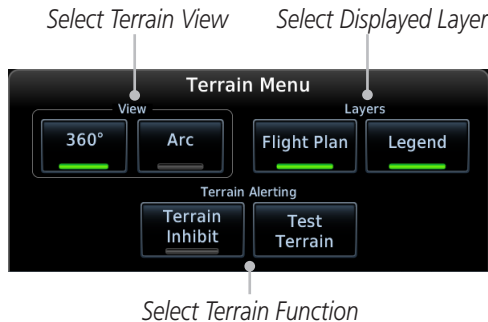 Select Terrain View
Select Displayed Layer
Terrain Menu
View
Layers
360°
Arc
Flight Plan
Legend
Terrain Alerting
Terrain
Inhibit
Test
Terrain
Select Terrain Function